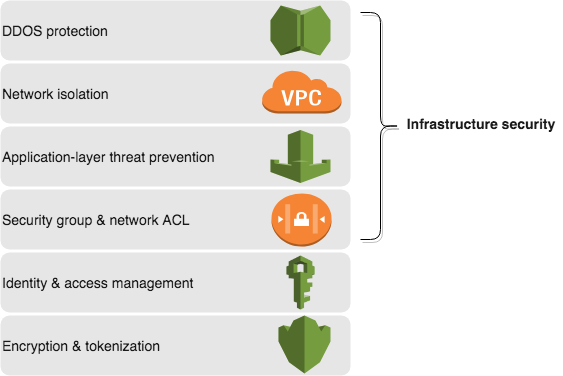 DDOS protection
Network isolation
VPC
Application-layer threat prevention
Security group & network ACL
Identity & access management
Encryption & tokenization
Infrastructure security